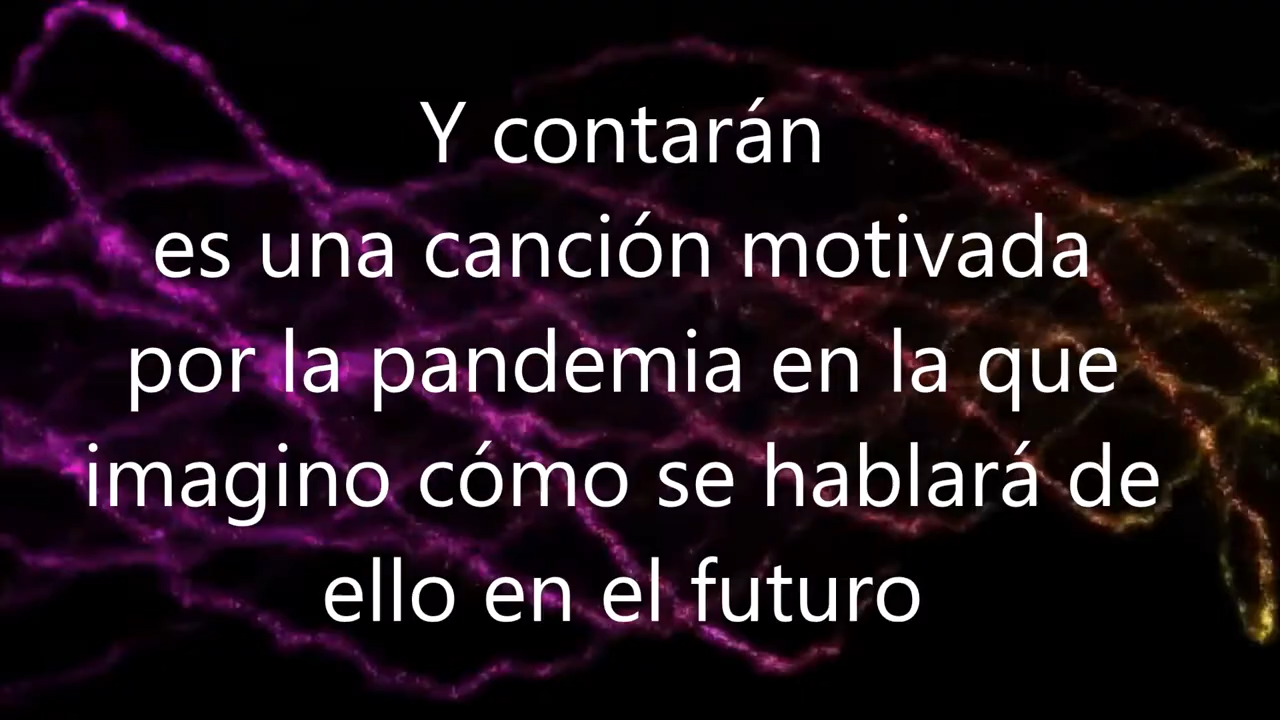 Y contarán
es una canción motivada
por la pandemia en la que
imagino cómo se hablará de
ello en el futuro